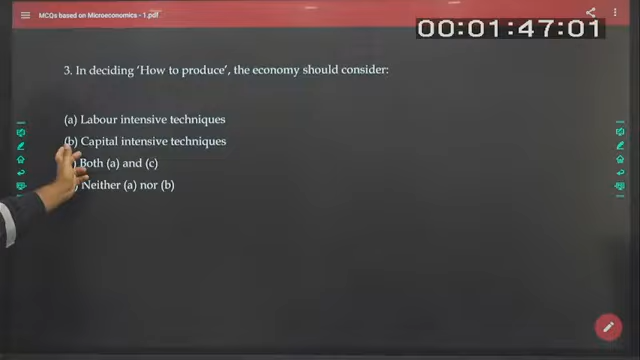 MCQs based on Microeconomics - 1.pdf
00:01:47:01
3. In deciding 'How to produce', the economy should consider:
(a) Labour intensive techniques
(b) Capital intensive techniques
) Both (a) and (c)
) Neither (a) nor (b)